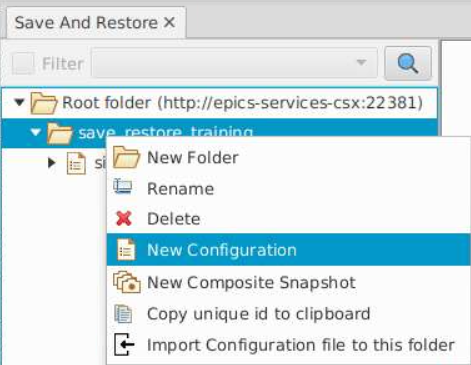 Save And Restore
Filter
Root folder (http://epics-services-csx:22381)
save_restore_training
si
New Folder
Rename
Delete
New Configuration
New Composite Snapshot
Copy unique id to clipboard
Import Configuration file to this folder